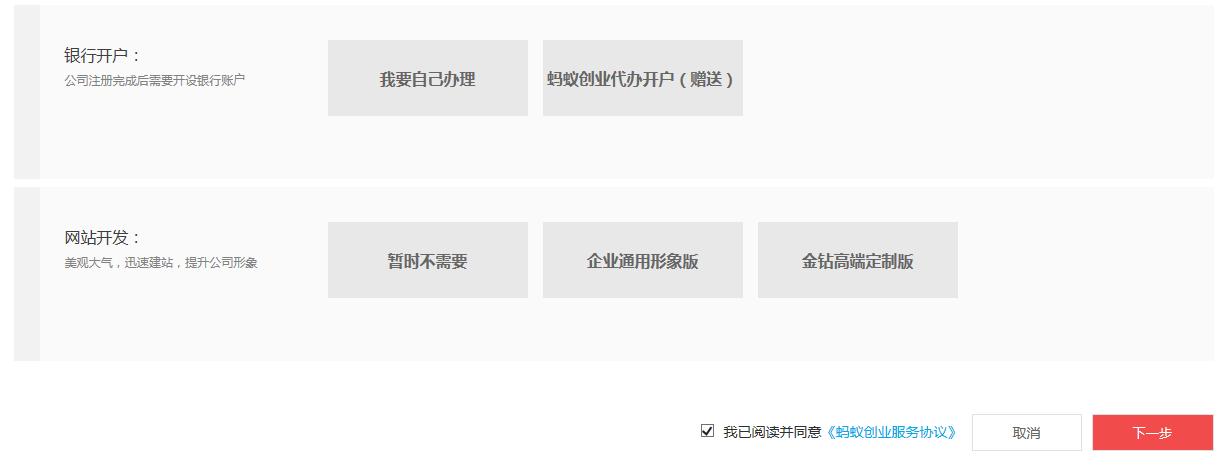 银行开户：
公司注册完成后需要开设银行账户
我要自己办理
蚂蚁创业代办开户（赠送）
网站开发：
美观大气，迅速建站，提升公司形象
暂时不需要
企业通用形象版
金钻高端定制版
我已阅读并同意《蚂蚁创业服务协议》
取消
下一步